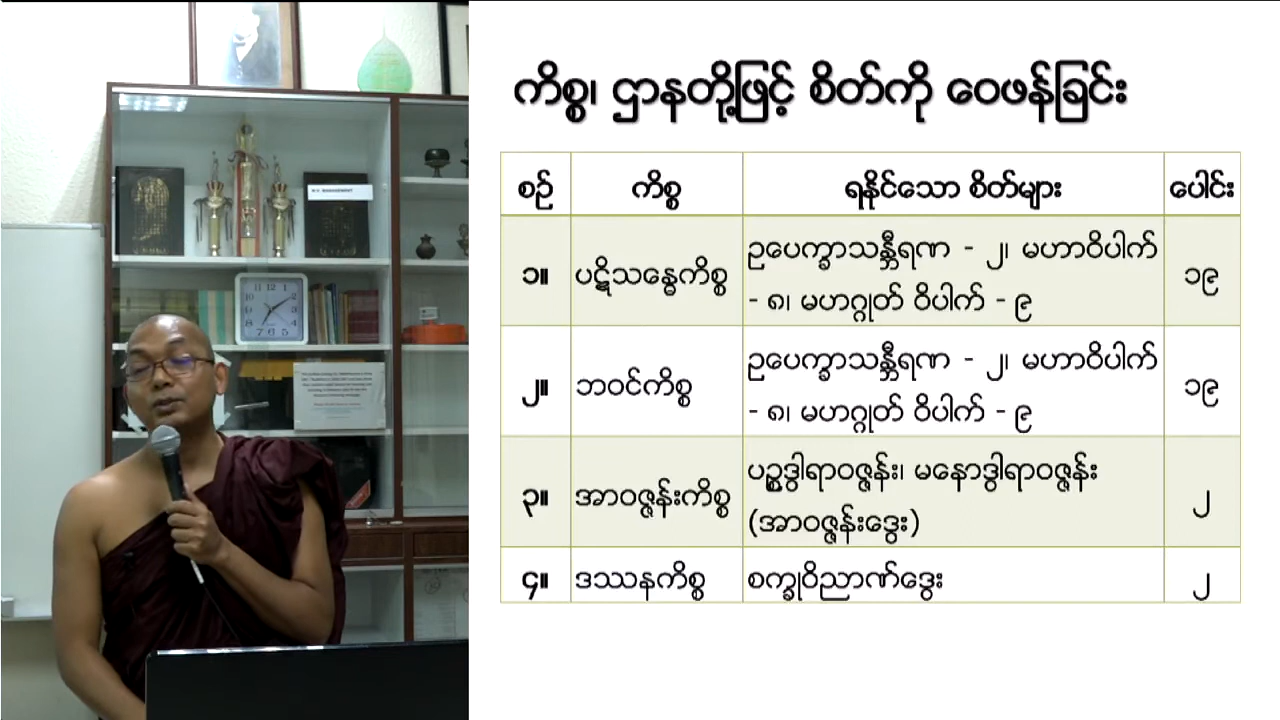 ကိစ္စ၊ ဌာနတို့ဖြင့် စိတ်ကို ဝေဖန်ခြင်း
စဉ် ကိစ္စ ရနိုင်သော စိတ်များ ပေါင်း
၁။ ပဋိသန္ဓေကိစ္စ ဥပေက္ခာသန္တီရဏ - ၂၊ မဟာဝိပါက်
- ၈၊ မဟဂ္ဂုတ် ဝိပါက် - ၉ ၁၉
၂။ ဘဝင်ကိစ္စ ဥပေက္ခာသန္တီရဏ - ၂၊ မဟာဝိပါက်
- ၈၊ မဟဂ္ဂုတ် ဝိပါက် - ၉ ၁၉
၃။ အာဝဇ္ဇန်းကိစ္စ ပဉ္စဒွါရာဝဇ္ဇန်း၊ မနောဒွါရာဝဇ္ဇန်း
(အာဝဇ္ဇန်းဒွေး) ၂
၄။ ဒဿနကိစ္စ စက္ခုဝိညာဏ်ဒွေး ၂